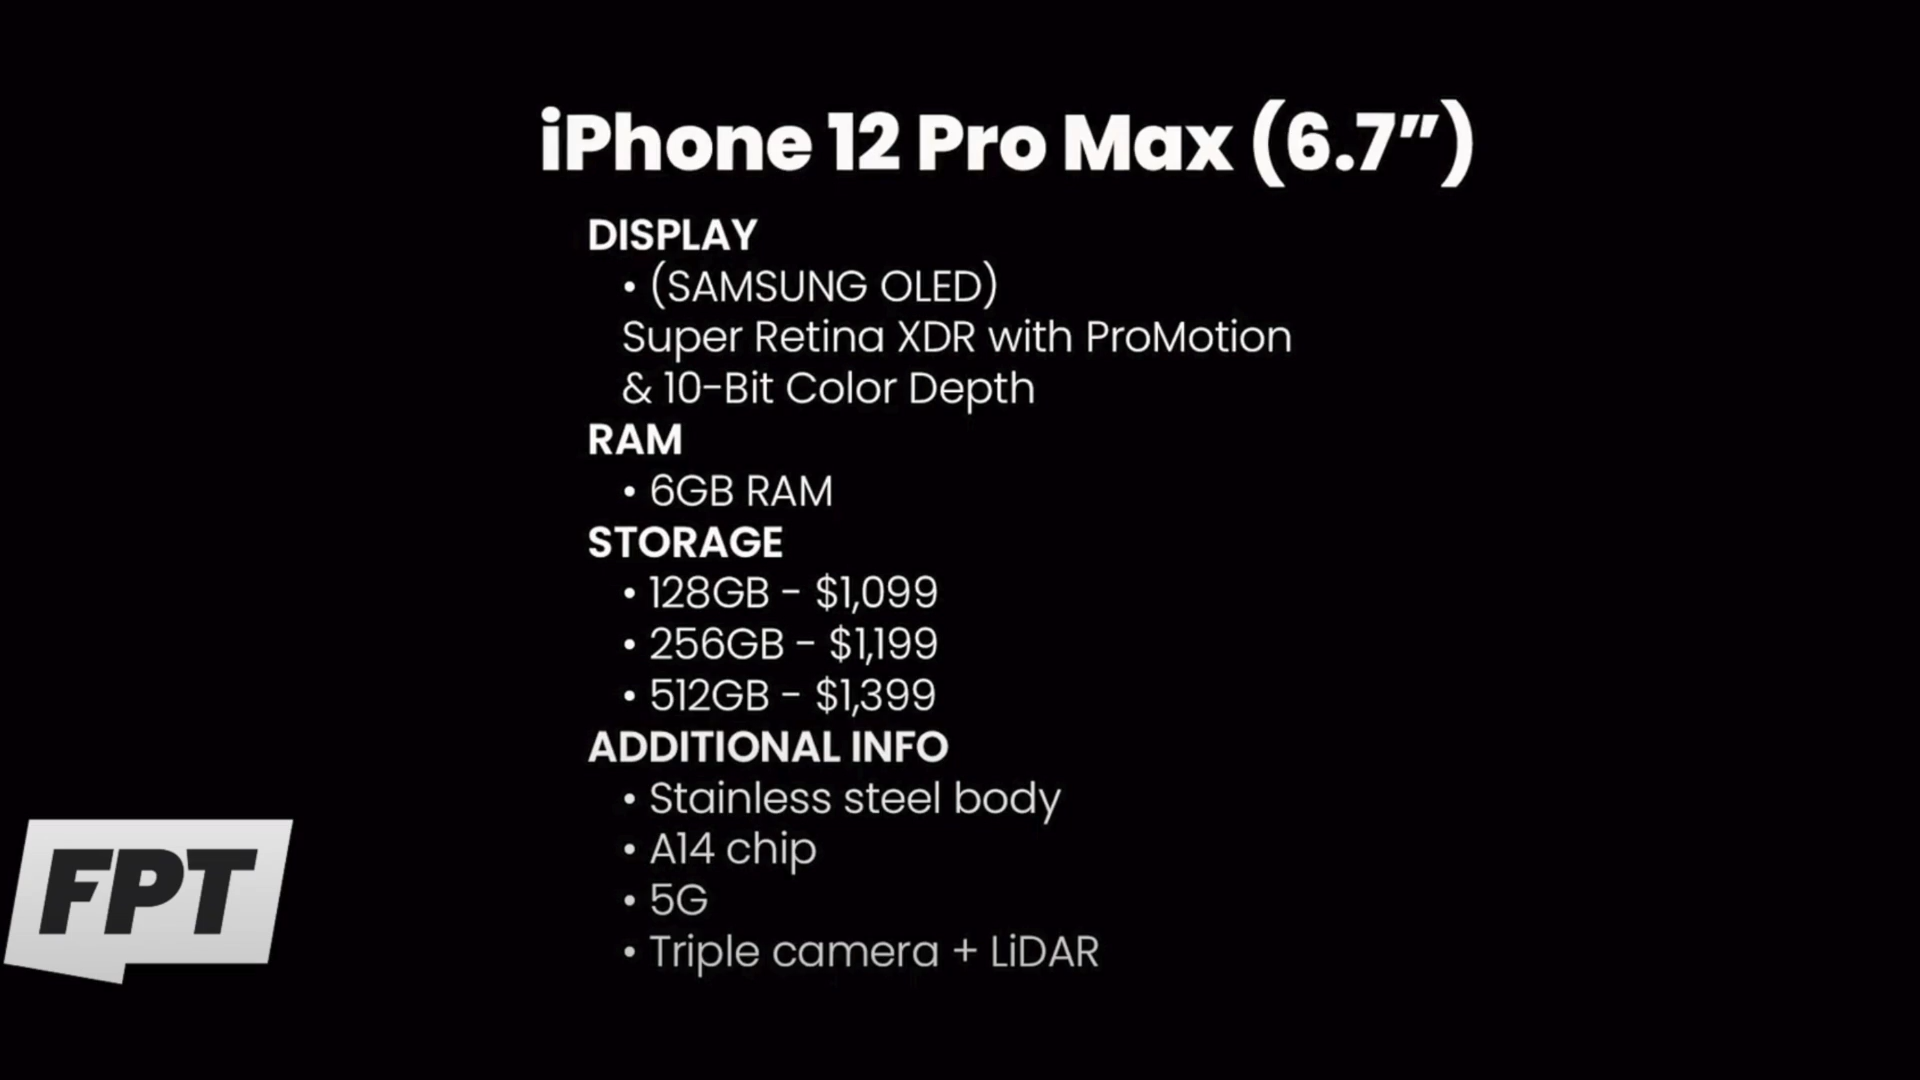 iPhone 12 Pro Max (6.7”)
DISPLAY
• (SAMSUNG OLED)
Super Retina XDR with ProMotion
& 10-Bit Color Depth
RAM
• 6GB RAM
STORAGE
• 128GB - $1,099
• 256GB - $1,199
• 512GB - $1,399
ADDITIONAL INFO
• Stainless steel body
• A14 chip
• 5G
• Triple camera + LiDAR
FPT